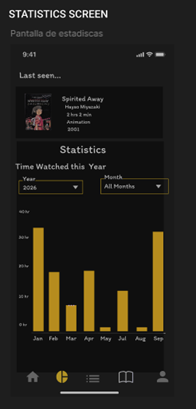 STATISTICS SCREEN
Pantalla de estadiscas
9:41
Last seen...
Spirited Away
Hayao Miyazaki
2 hrs 2 min
Animation
2001
Statistics
Time Watched this Year
Year
2026
Month
All Months
40 hr
30 hr
20 hr
10 hr
0 hr
Jan Feb Mar Apr May Jul Aug Sep